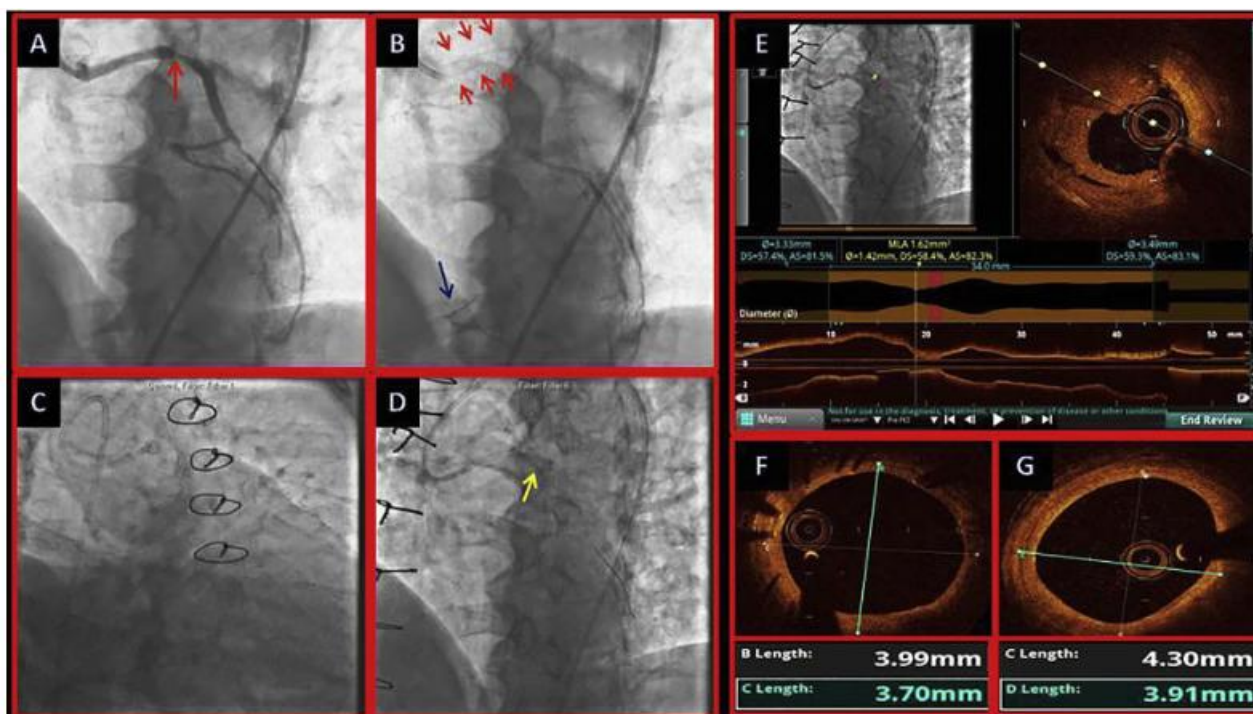 A
B
E
Ø=3.35mm
DS=57.4%, AS=81.5%
MLA 1.62mm²
Ø=1.42mm, DS=58.4%, AS=82.3%
Ø=3.49mm
DS=59.3%, AS=83.1%
34.0 mm
Diameter (Ø)
10
20
30
40
50
mm
mm
Not for use in the diagnosis, treatment, or prevention of disease or other condition
Menu
End Review
C
D
F
G
B Length:
3.99mm
C Length:
3.70mm
C Length:
4.30mm
D Length:
3.91mm